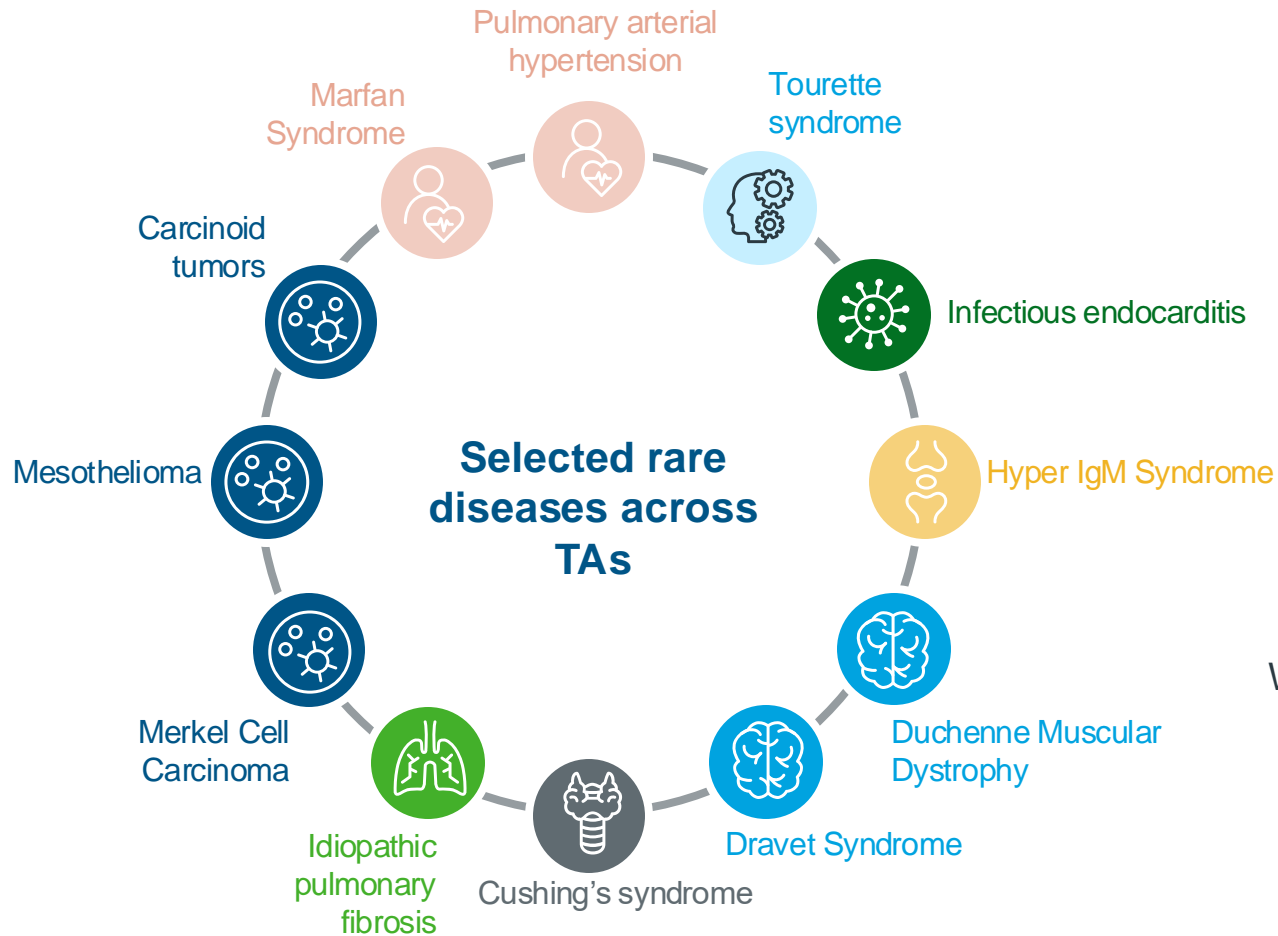 Pulmonary arterial
hypertension
Marfan
Syndrome
Tourette
syndrome
Carcinoid
tumors
Infectious endocarditis
Selected rare
diseases across
TAs
Mesothelioma
Hyper IgM Syndrome
Merkel Cell
Carcinoma
Duchenne Muscular
Dystrophy
Idiopathic
pulmonary
fibrosis
Dravet Syndrome
Cushing’s syndrome
\